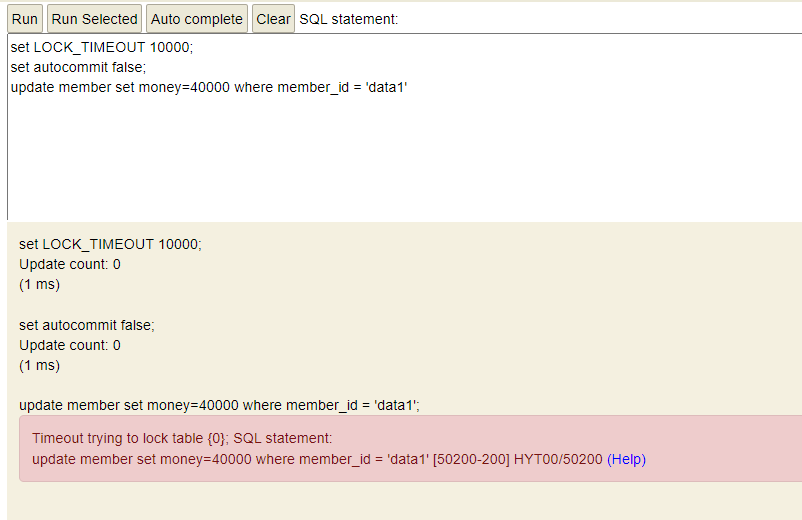 Run Run Selected Auto complete Clear SQL statement:
set LOCK_TIMEOUT 10000;
set autocommit false;
update member set money=40000 where member_id = 'data1'
set LOCK_TIMEOUT 10000;
Update count: 0
(1 ms)
set autocommit false;
Update count: 0
(1 ms)
update member set money=40000 where member_id = 'data1';
Timeout trying to lock table {0}; SQL statement:
update member set money=40000 where member_id = 'data1' [50200-200] HYT00/50200 (Help)